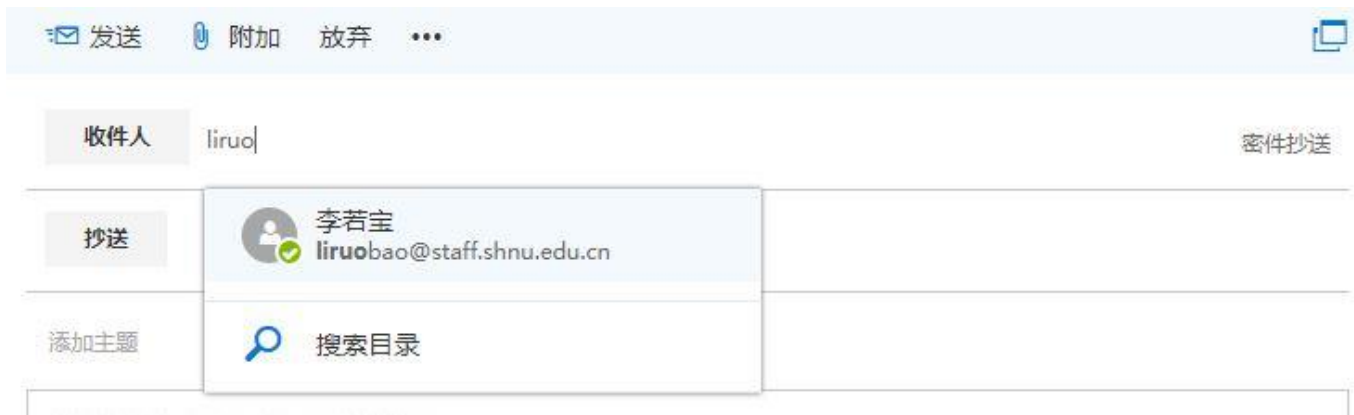 发送 附加 放弃 •••
收件人 liruo 密件抄送
李若宝
抄送
liruobao@staff.shnu.edu.cn
添加主题
搜索目录